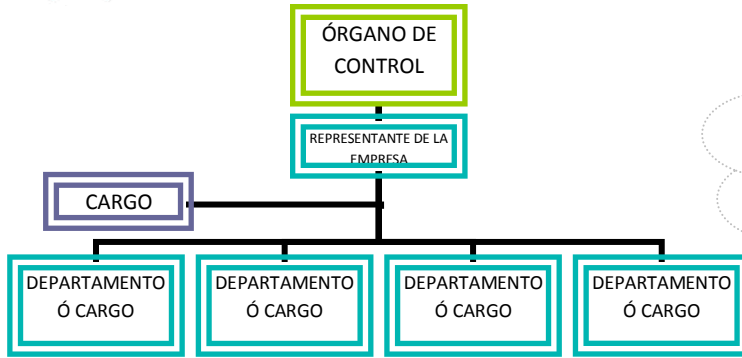 ÓRGANO DE
CONTROL
REPRESENTANTE DE LA
EMPRESA
CARGO
DEPARTAMENTO
Ó CARGO
DEPARTAMENTO
Ó CARGO
DEPARTAMENTO
Ó CARGO
DEPARTAMENTO
Ó CARGO